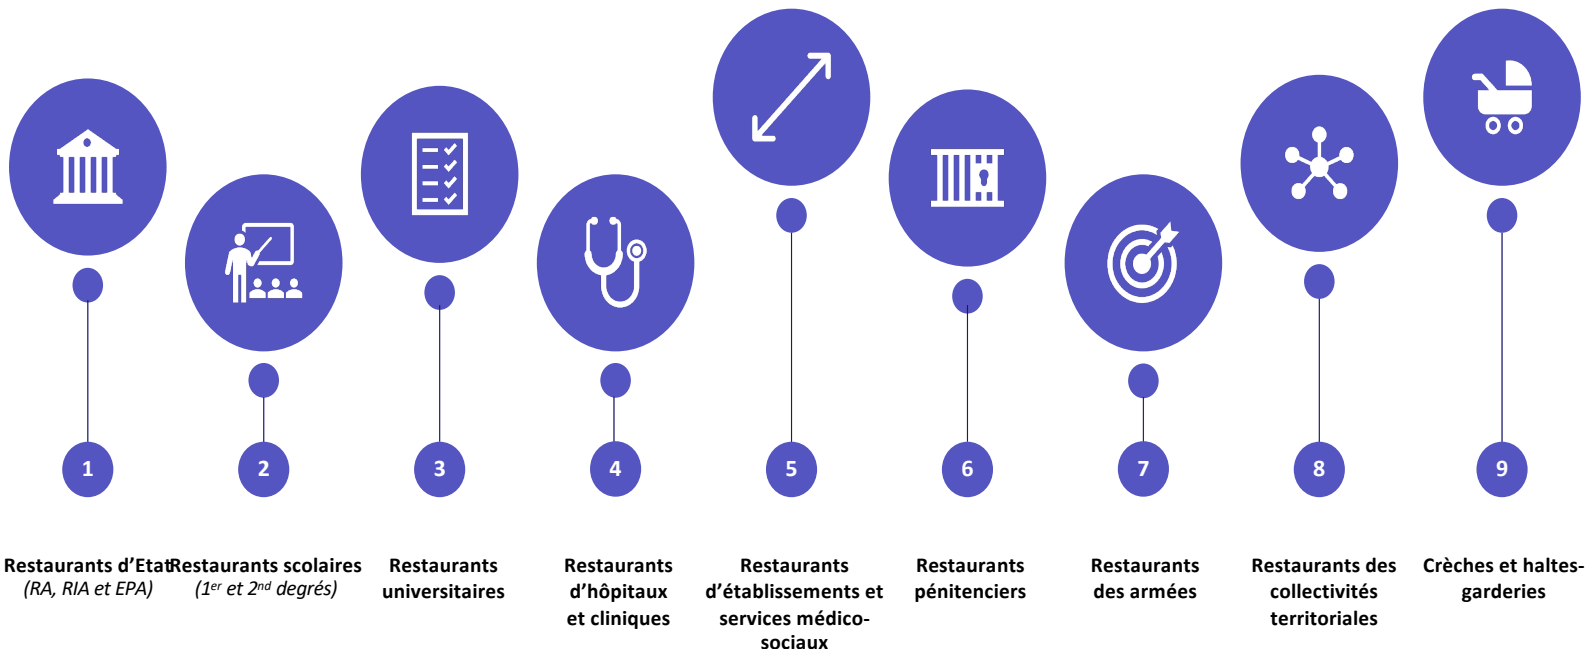 1
2
3
4
5
6
7
8
9
Restaurants d’Etat
(RA, RIA et EPA)
Restaurants scolaires
(1er et 2nd degrés)
Restaurants
universitaires
Restaurants
d’hôpitaux
et cliniques
Restaurants
d’établissements et
services médico-
sociaux
Restaurants
pénitenciers
Restaurants
des armées
Restaurants des
collectivités
territoriales
Crèches et haltes-
garderies